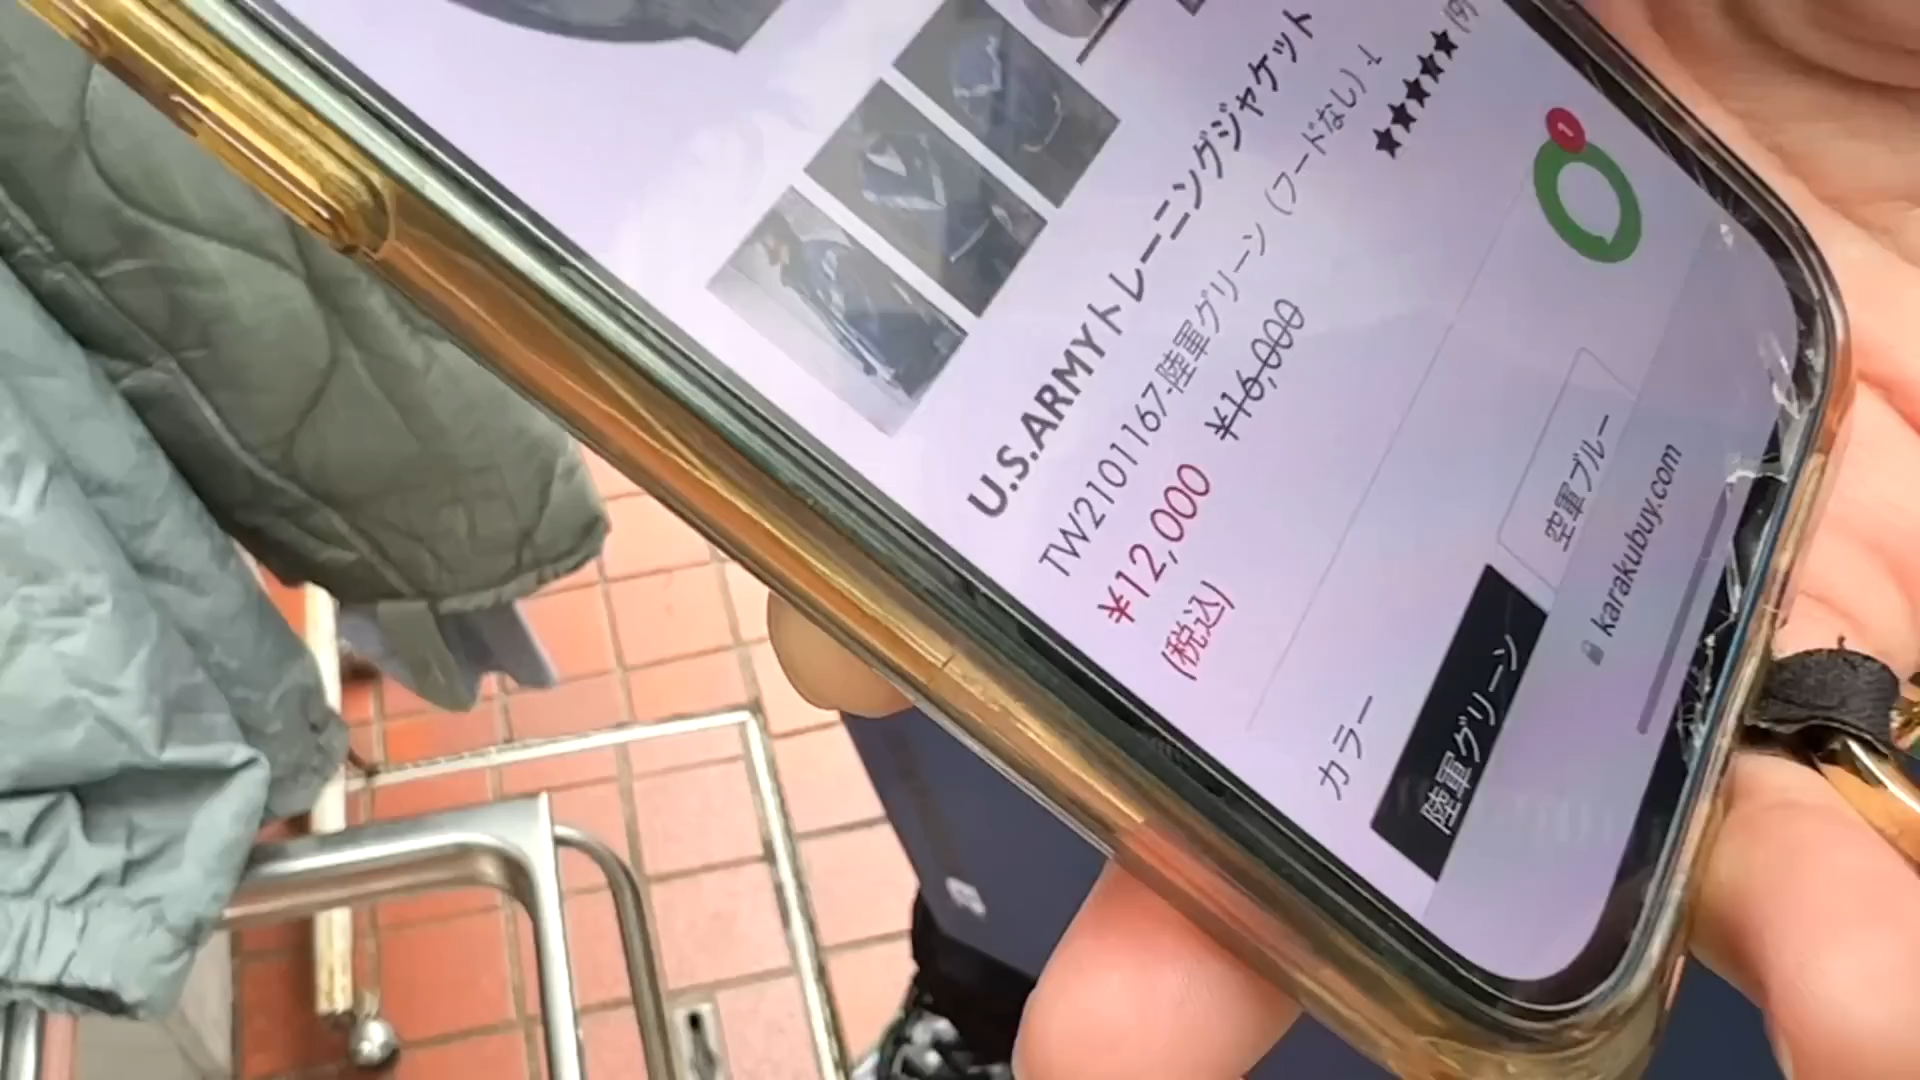 U.S.ARMYトレーニングジャケット
TW2101167-陸軍グリーン (フードなし)-L
★★★★★ (9)
¥12,000 ¥16,000
(税込)
1
カラー
陸軍グリーン
空軍ブルー
karakubuy.com